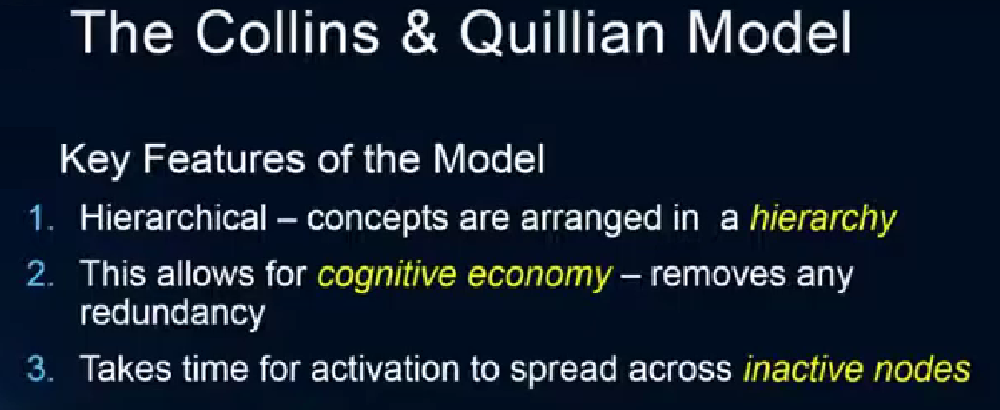 The Collins & Quillian Model
Key Features of the Model
1. Hierarchical – concepts are arranged in a hierarchy
2. This allows for cognitive economy – removes any
redundancy
3. Takes time for activation to spread across inactive nodes